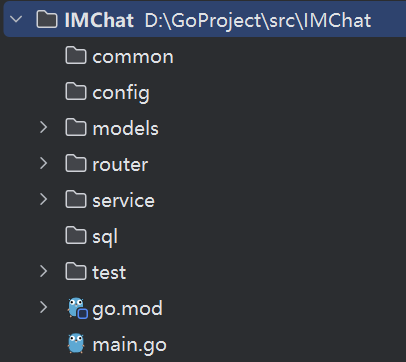 IMChat D:\GoProject\src\IMChat
common
config
models
router
service
sql
test
go.mod
main.go